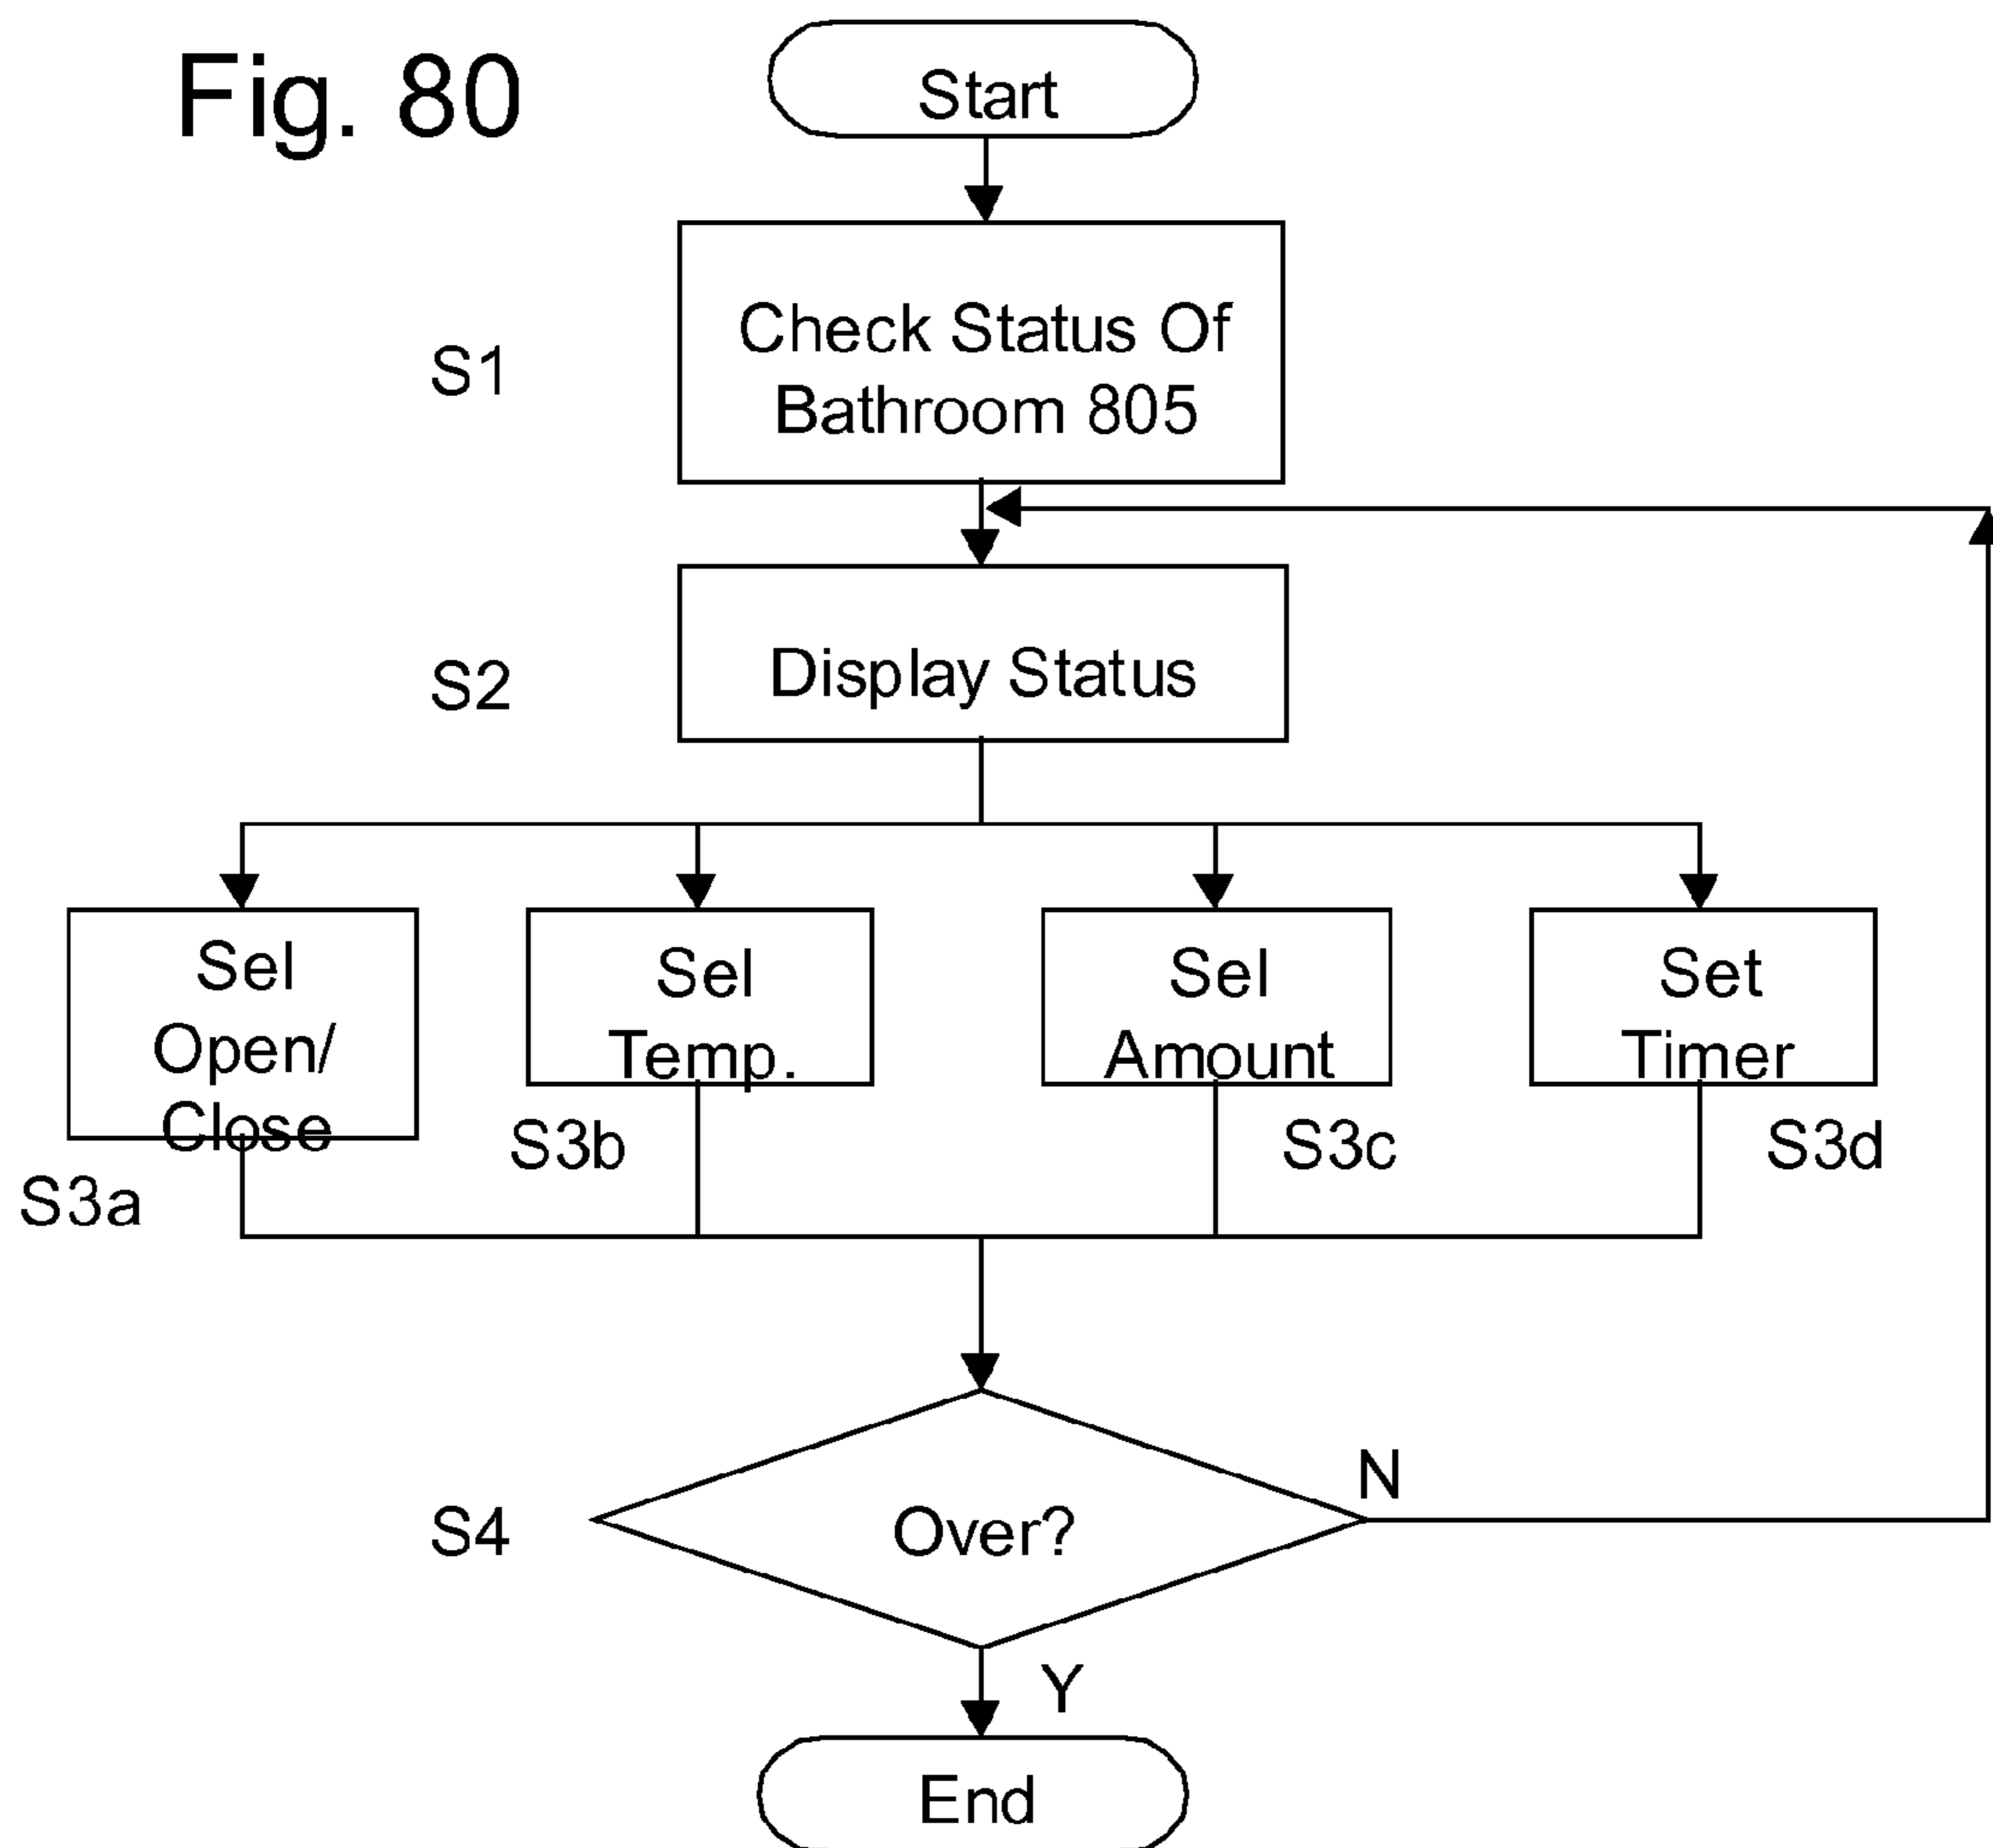 Fig. 80
Start
S1
Check Status Of
Bathroom 805
S2
Display Status
Sel
Open/
Close
S3a
Sel
Temp.
S3b
Sel
Amount
S3c
Set
Timer
S3d
S4
Over?
N
Y
End